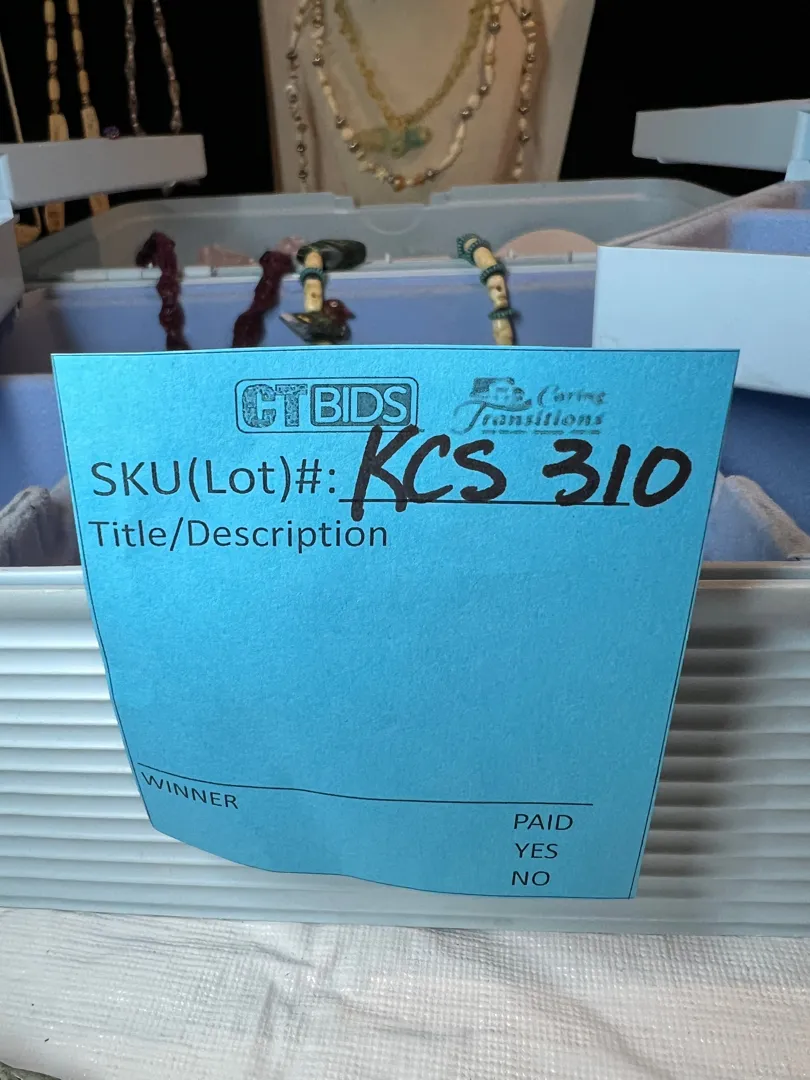 CTBIDS Caring Transitions
SKU(Lot)#: KCS 310
Title/Description
WINNER
PAID
YES
NO